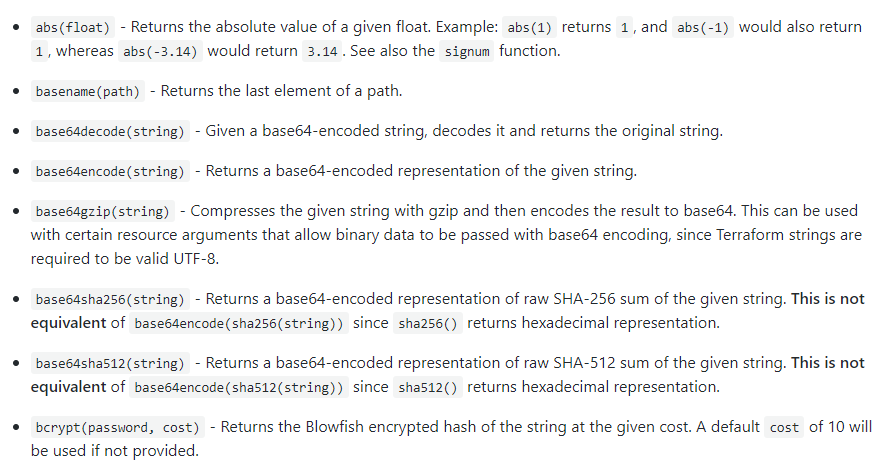 • abs(float) - Returns the absolute value of a given float. Example: abs(1) returns 1 , and abs(-1) would also return
1 , whereas abs(-3.14) would return 3.14 . See also the signum function.
• basename(path) - Returns the last element of a path.
• base64decode(string) - Given a base64-encoded string, decodes it and returns the original string.
• base64encode(string) - Returns a base64-encoded representation of the given string.
• base64gzip(string) - Compresses the given string with gzip and then encodes the result to base64. This can be used
with certain resource arguments that allow binary data to be passed with base64 encoding, since Terraform strings are
required to be valid UTF-8.
• base64sha256(string) - Returns a base64-encoded representation of raw SHA-256 sum of the given string. This is not
equivalent of base64encode(sha256(string)) since sha256() returns hexadecimal representation.
• base64sha512(string) - Returns a base64-encoded representation of raw SHA-512 sum of the given string. This is not
equivalent of base64encode(sha512(string)) since sha512() returns hexadecimal representation.
• bcrypt(password, cost) - Returns the Blowfish encrypted hash of the string at the given cost. A default cost of 10 will
be used if not provided.